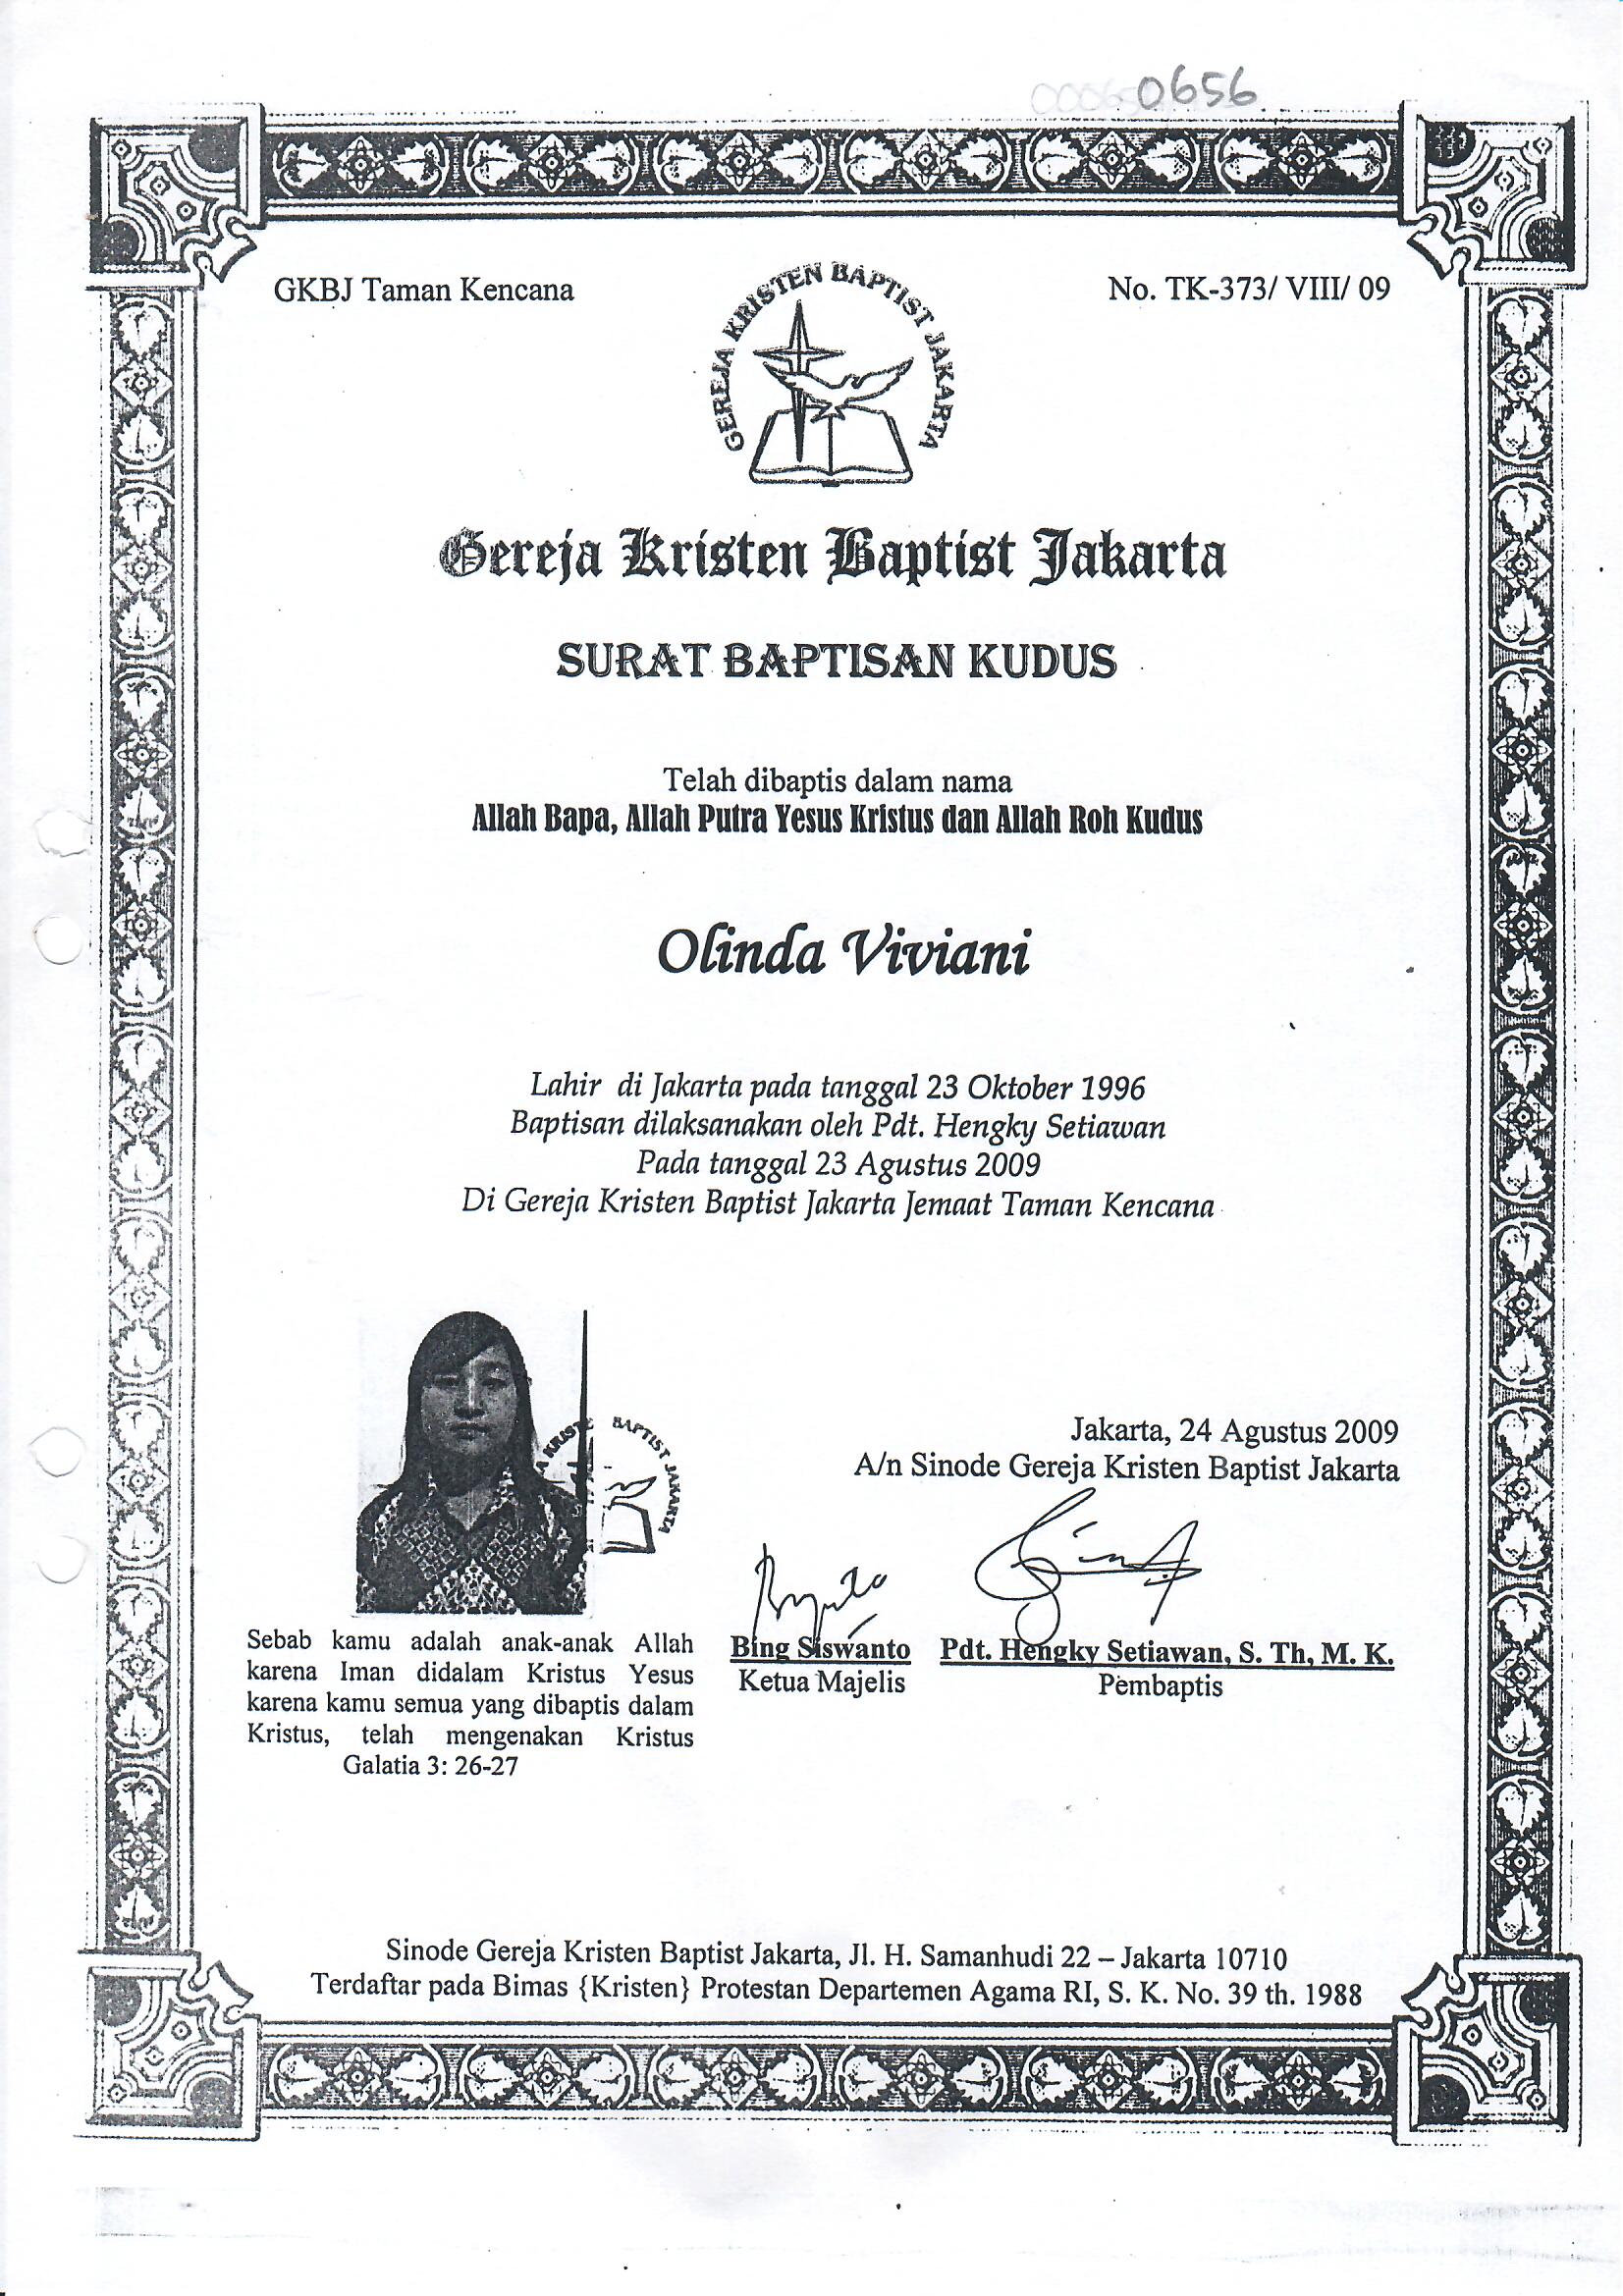 0656
GKBJ Taman Kencana
No. TK-373/ VIII/ 09
GEREJA KRISTEN BAPTIST JAKARTA
Gereja Kristen Baptist Jakarta
SURAT BAPTISAN KUDUS
Telah dibaptis dalam nama
Allah Bapa, Allah Putra Yesus Kristus dan Allah Roh Kudus
Olinda Viviani
Lahir di Jakarta pada tanggal 23 Oktober 1996
Baptisan dilaksanakan oleh Pdt. Hengky Setiawan
Pada tanggal 23 Agustus 2009
Di Gereja Kristen Baptist Jakarta Jemaat Taman Kencana
BAPTIST JAKARTA
Jakarta, 24 Agustus 2009
A/n Sinode Gereja Kristen Baptist Jakarta
Bing Siswanto
Ketua Majelis
Pdt. Hengky Setiawan, S. Th, M. K.
Pembaptis
Sebab kamu adalah anak-anak Allah
karena Iman didalam Kristus Yesus
karena kamu semua yang dibaptis dalam
Kristus, telah mengenakan Kristus
Galatia 3: 26-27
Sinode Gereja Kristen Baptist Jakarta, Jl. H. Samanhudi 22 – Jakarta 10710
Terdaftar pada Bimas {Kristen} Protestan Departemen Agama RI, S. K. No. 39 th. 1988